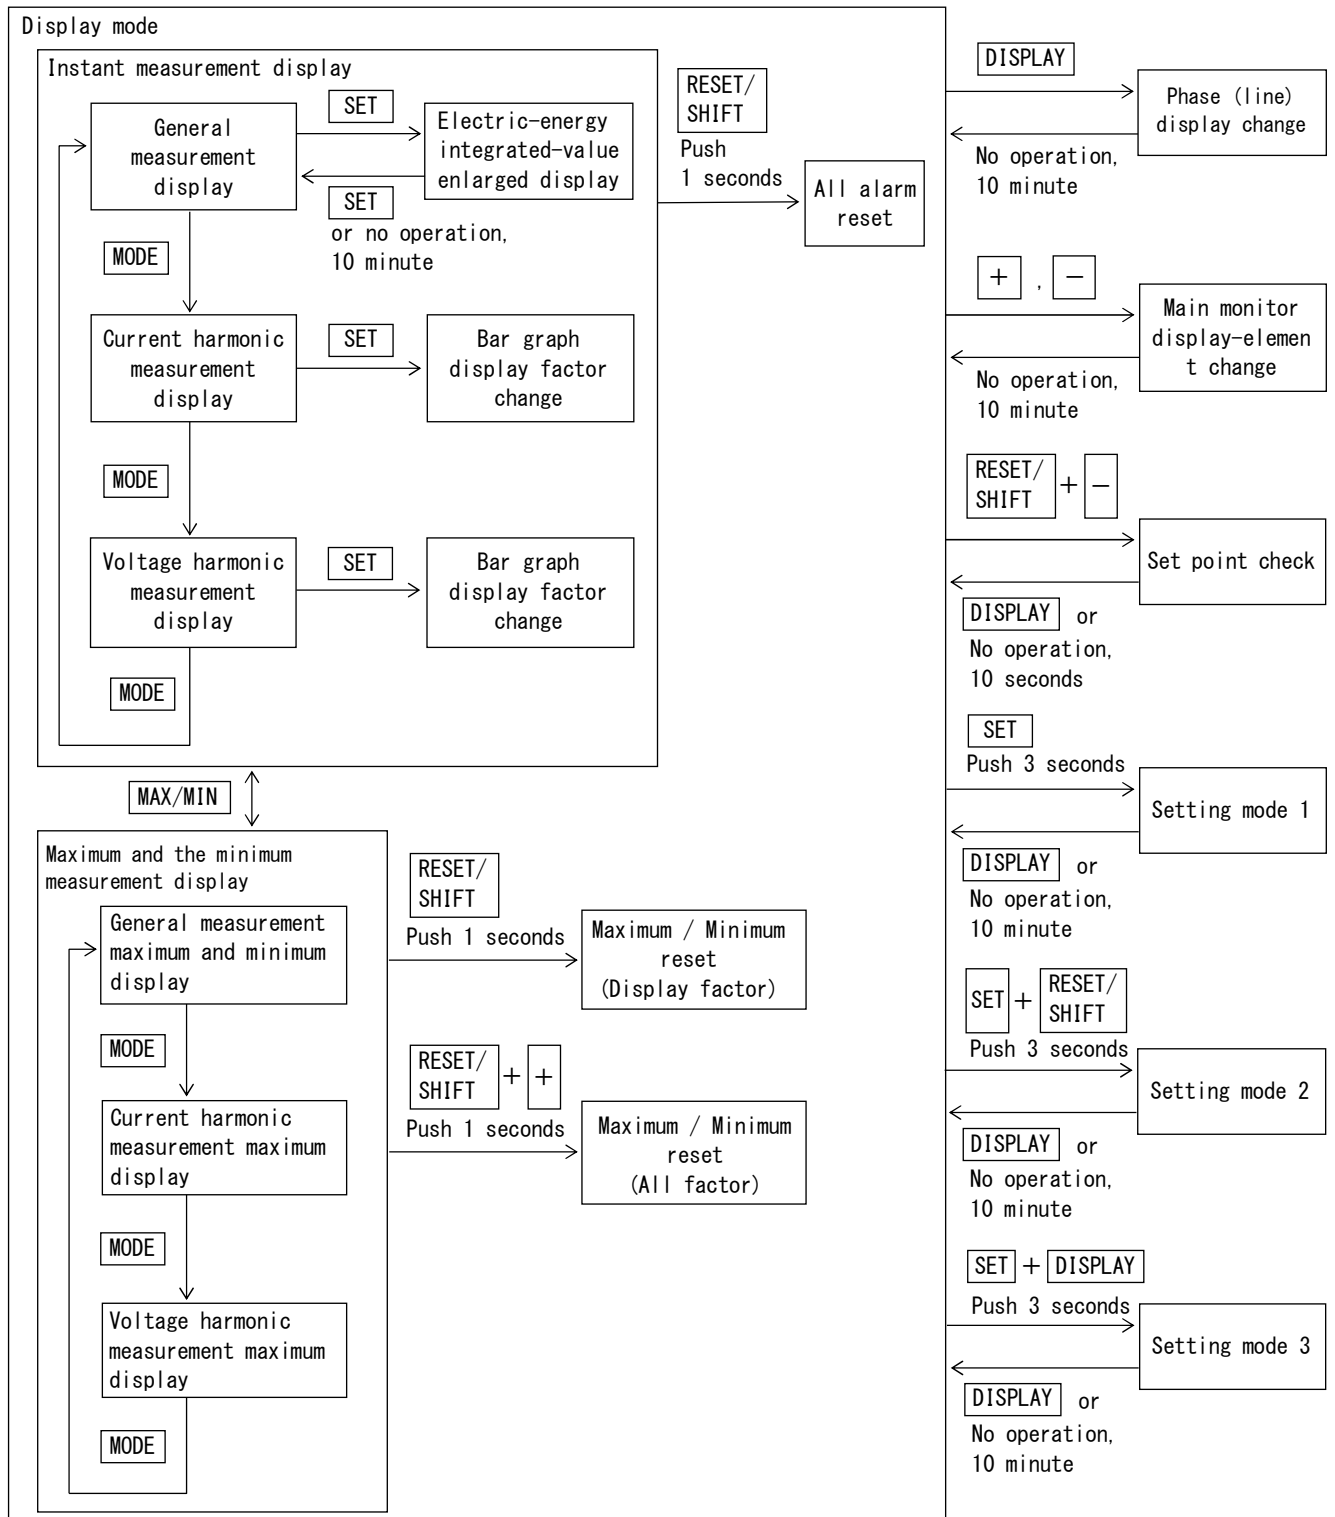 Display mode
Instant measurement display
General
measurement
display
SET
Electric-energy
integrated-value
enlarged display
SET
or no operation,
10 minute
MODE
Current harmonic
measurement
display
SET
Bar graph
display factor
change
MODE
Voltage harmonic
measurement
display
SET
Bar graph
display factor
change
MODE
RESET/
SHIFT
Push
1 seconds
All alarm
reset
MAX/MIN
Maximum and the minimum
measurement display
General measurement
maximum and minimum
display
MODE
Current harmonic
measurement maximum
display
MODE
Voltage harmonic
measurement maximum
display
MODE
RESET/
SHIFT
Push 1 seconds
Maximum / Minimum
reset
(Display factor)
RESET/
SHIFT + +
Push 1 seconds
Maximum / Minimum
reset
(All factor)
DISPLAY
Phase (line)
display change
No operation,
10 minute
+ , -
Main monitor
display-elemen
t change
No operation,
10 minute
RESET/
SHIFT + -
Set point check
DISPLAY or
No operation,
10 seconds
SET
Push 3 seconds
Setting mode 1
DISPLAY or
No operation,
10 minute
SET + RESET/
SHIFT
Push 3 seconds
Setting mode 2
DISPLAY or
No operation,
10 minute
SET + DISPLAY
Push 3 seconds
Setting mode 3
DISPLAY or
No operation,
10 minute